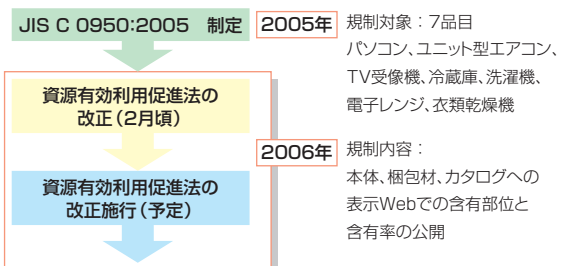 JIS C 0950:2005 制定
2005年
規制対象：7品目
パソコン、ユニット型エアコン、
TV受像機、冷蔵庫、洗濯機、
電子レンジ、衣類乾燥機
資源有効利用促進法の
改正（2月頃）
2006年
規制内容：
本体、梱包材、カタログへの
表示Webでの含有部位と
含有率の公開
資源有効利用促進法の
改正施行（予定）